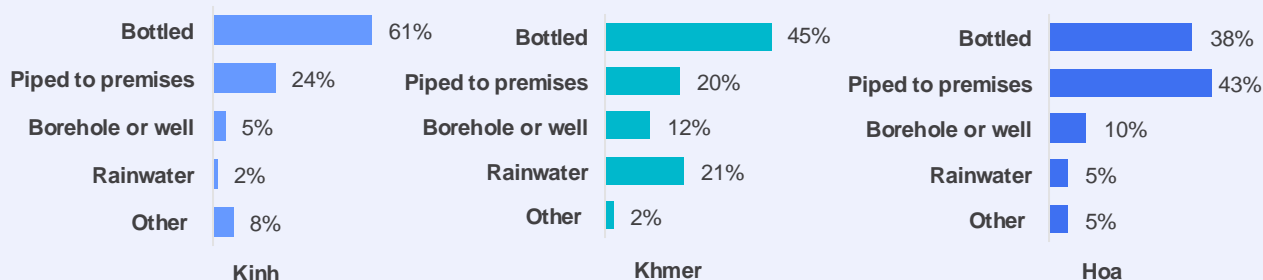 Bottled 61%
Piped to premises 24%
Borehole or well 5%
Rainwater 2%
Other 8%
Kinh
Bottled 45%
Piped to premises 20%
Borehole or well 12%
Rainwater 21%
Other 2%
Khmer
Bottled 38%
Piped to premises 43%
Borehole or well 10%
Rainwater 5%
Other 5%
Hoa